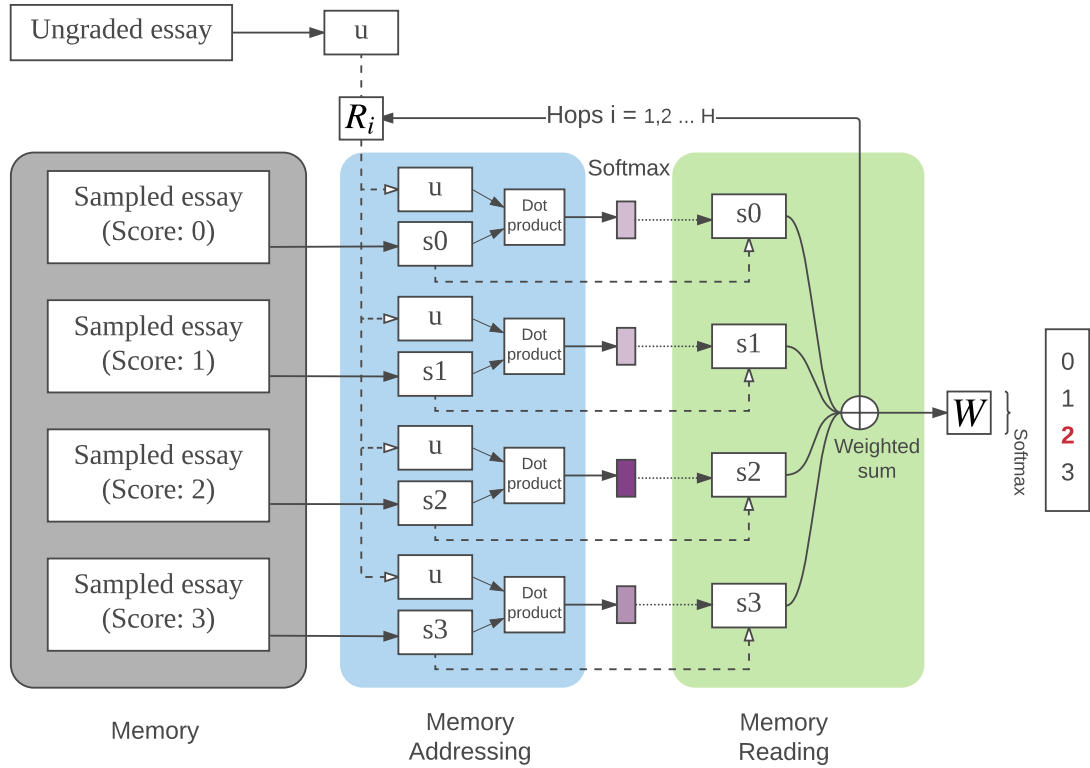 Ungraded essay
u
R_i
Hops i = 1,2 ... H
Softmax
Sampled essay
(Score: 0)
u
s0
Dot
product
s0
Sampled essay
(Score: 1)
u
s1
Dot
product
s1
Sampled essay
(Score: 2)
u
s2
Dot
product
s2
Sampled essay
(Score: 3)
u
s3
Dot
product
s3
Weighted
sum
W
Softmax
0
1
2
3
Memory
Memory
Addressing
Memory
Reading